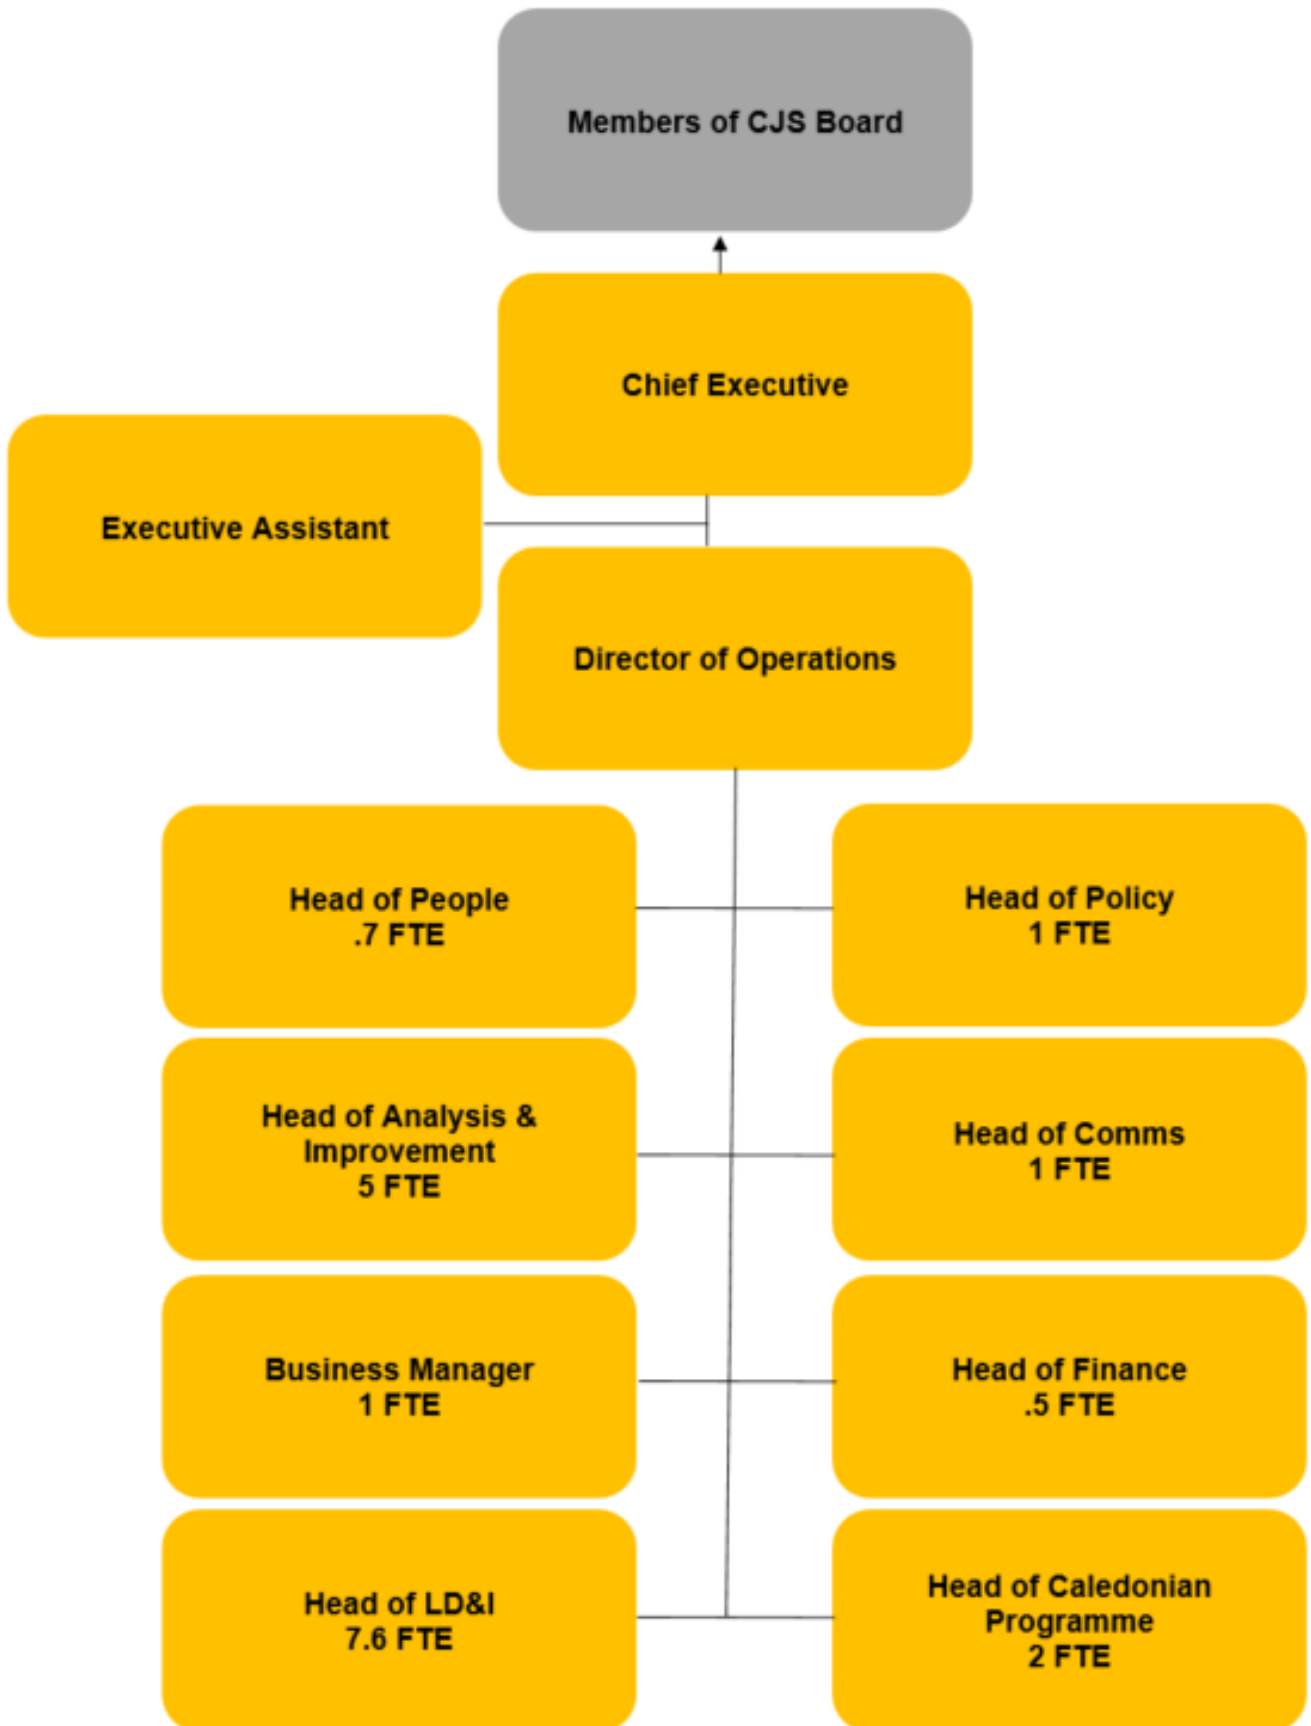 Members of CJS Board
Chief Executive
Executive Assistant
Director of Operations
Head of People
.7 FTE
Head of Policy
1 FTE
Head of Analysis &
Improvement
5 FTE
Head of Comms
1 FTE
Business Manager
1 FTE
Head of Finance
.5 FTE
Head of LD&I
7.6 FTE
Head of Caledonian
Programme
2 FTE